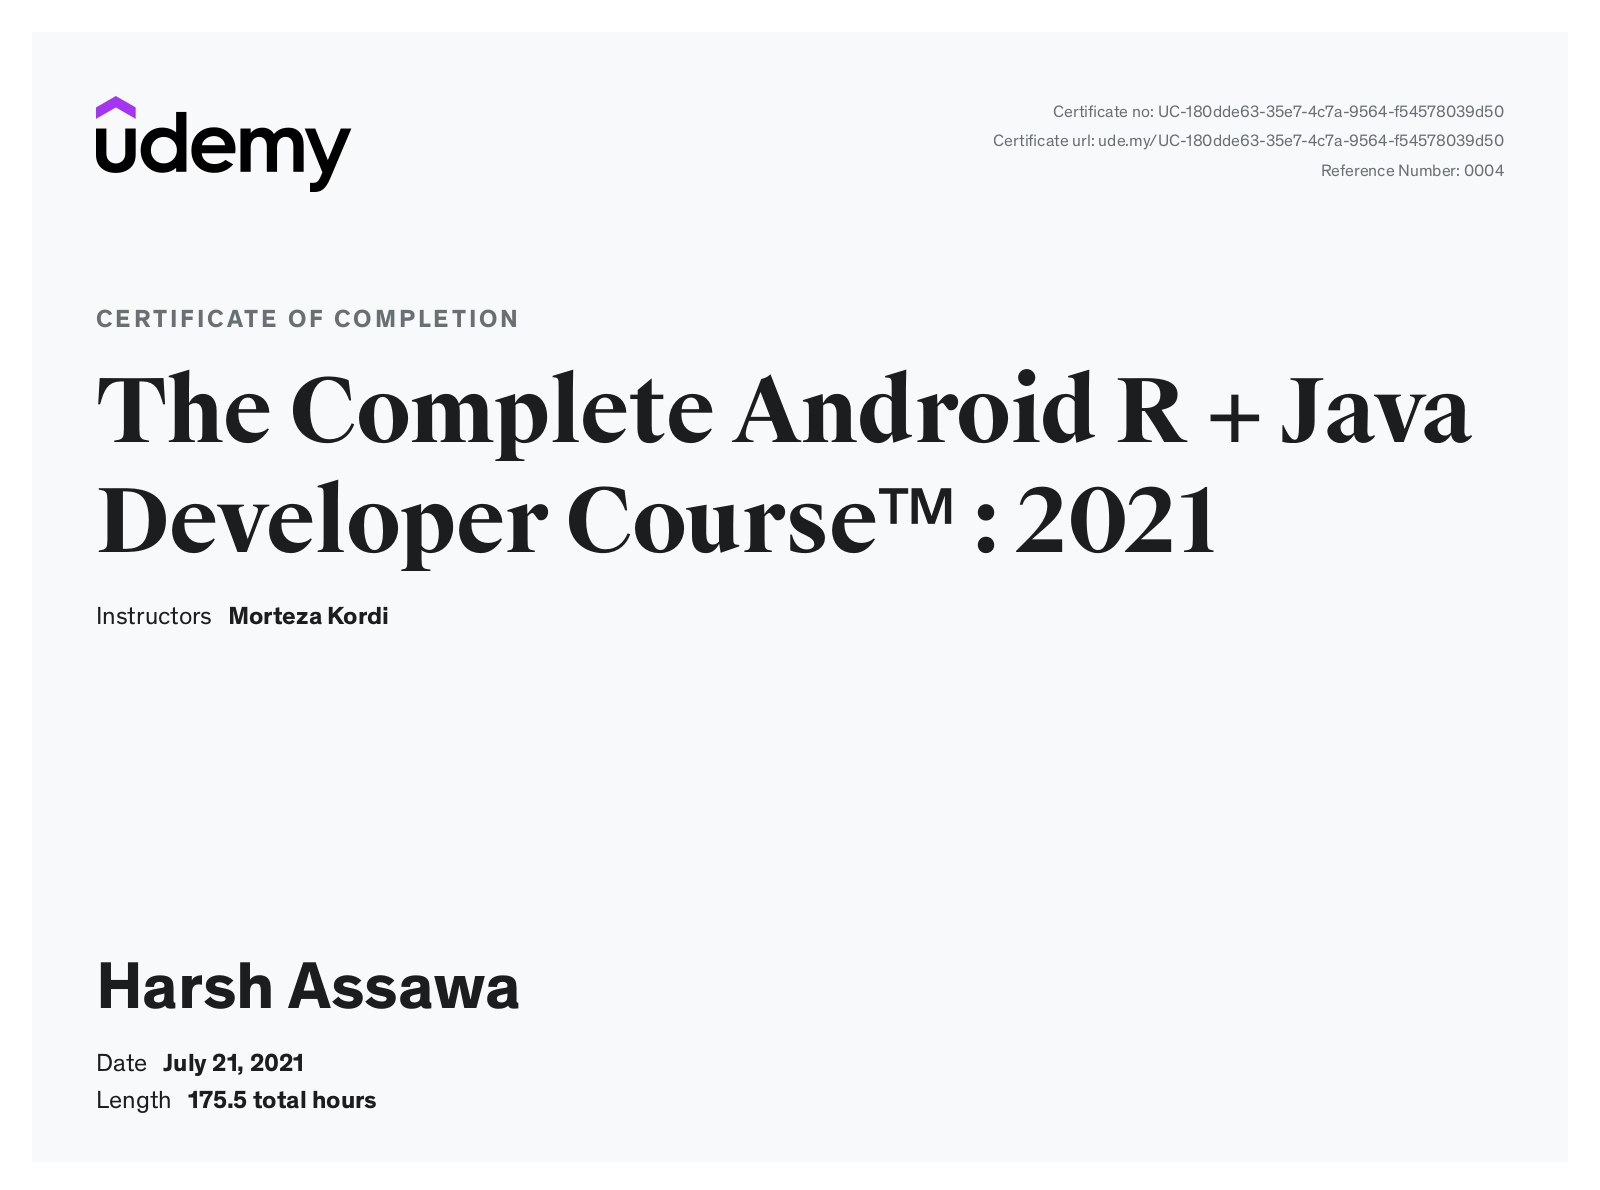 udemy
Certificate no: UC-180dde63-35e7-4c7a-9564-f54578039d50
Certificate url: ude.my/UC-180dde63-35e7-4c7a-9564-f54578039d50
Reference Number: 0004
CERTIFICATE OF COMPLETION
The Complete Android R + Java
Developer Course™ : 2021
Instructors Morteza Kordi
Harsh Assawa
Date July 21, 2021
Length 175.5 total hours